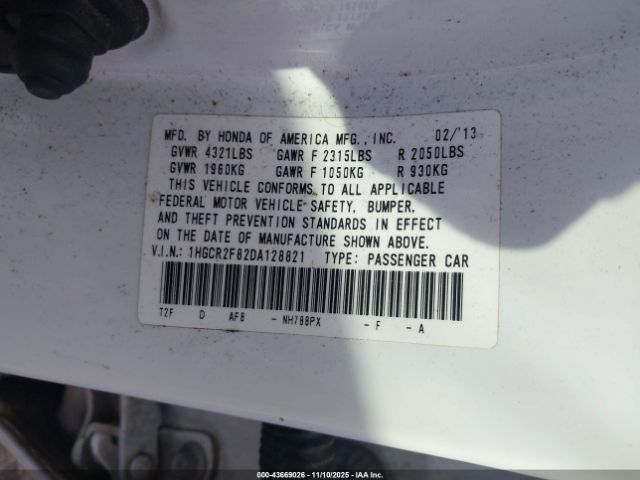 MFD. BY HONDA OF AMERICA MFG., INC. 02/'13
GVWR 4321LBS GAWR F 2315LBS R 2050LBS
GVWR 1960KG GAWR F 1050KG R 930KG
THIS VEHICLE CONFORMS TO ALL APPLICABLE
FEDERAL MOTOR VEHICLE SAFETY, BUMPER,
AND THEFT PREVENTION STANDARDS IN EFFECT
ON THE DATE OF MANUFACTURE SHOWN ABOVE.
V.I.N.: 1HGCR2F82DA128821 TYPE: PASSENGER CAR
T2F D AF8 - NH788PX - F - A
000-43669026 - 11/10/2025 - IAA Inc.